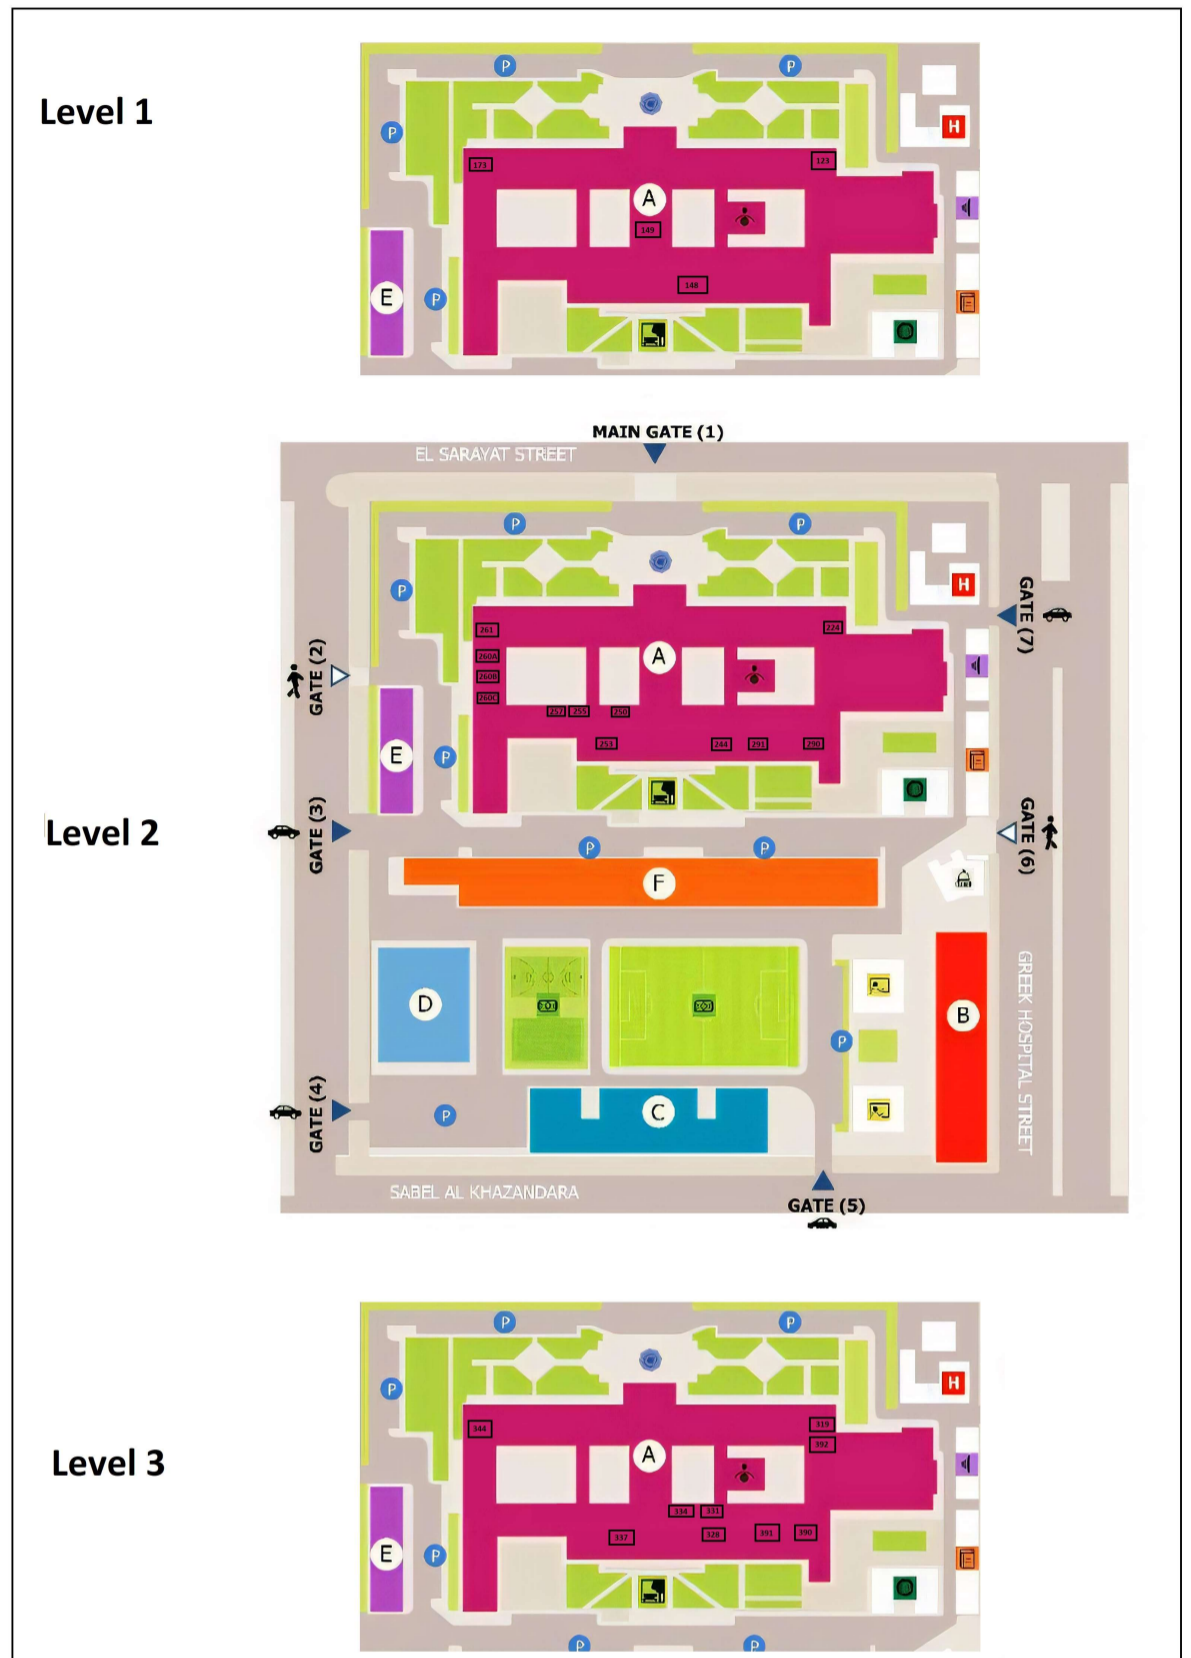 Level 1
P
P
P
H
173
123
A
149
148
E
P
MAIN GATE (1)
EL SARAYAT STREET
P
P
P
H
GATE (7)
261
224
260A
A
260B
260C
GATE (2)
257
255
250
253
244
291
290
E
P
Level 2
GATE (3)
GATE (6)
P
P
F
D
B
GREEK HOSPITAL STREET
P
GATE (4)
P
C
SABEL AL KHAZANDARA
GATE (5)
Level 3
P
P
P
H
344
319
392
A
334
331
337
328
391
390
E
P
P
P